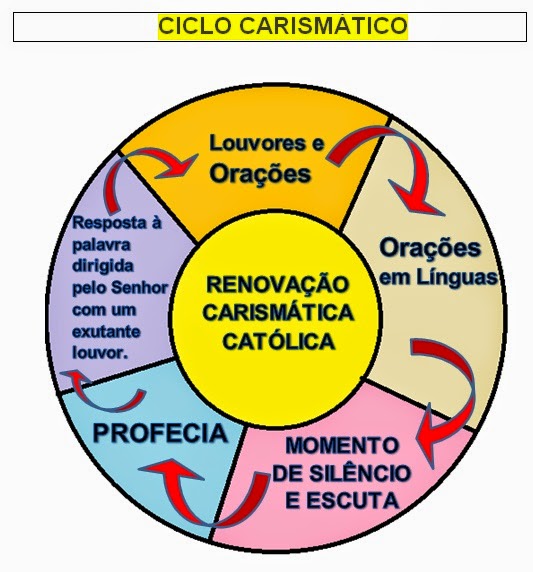 CICLO CARISMÁTICO
Louvores e
Orações
Orações
em Línguas
MOMENTO
DE SILÊNCIO
E ESCUTA
PROFECIA
Resposta à
palavra
dirigida
pelo Senhor
com um
exutante
louvor.
RENOVAÇÃO
CARISMÁTICA
CATÓLICA